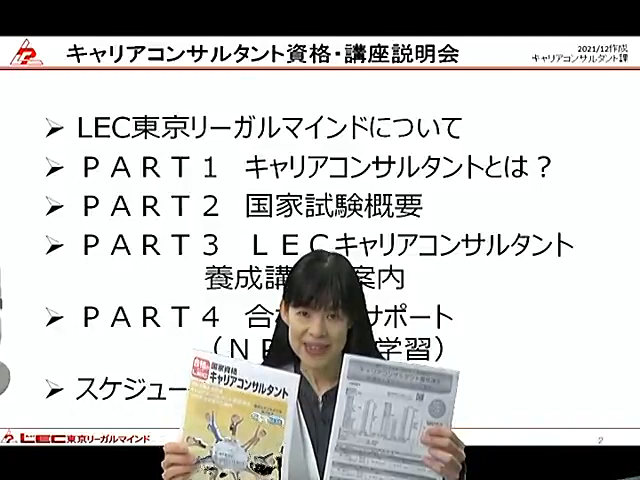 キャリアコンサルタント資格・講座説明会
2021/12作成
キャリアコンサルタント課
➢ LEC東京リーガルマインドについて
➢ ＰＡＲＴ１ キャリアコンサルタントとは？
➢ ＰＡＲＴ２ 国家試験概要
➢ ＰＡＲＴ３ ＬＥＣキャリアコンサルタント
養成講 案内
➢ ＰＡＲＴ４ 合 サポート
（ＮＥ 学習）
➢ スケジュー
国家資格
キャリアコンサルタント
LEC東京リーガルマインド
2